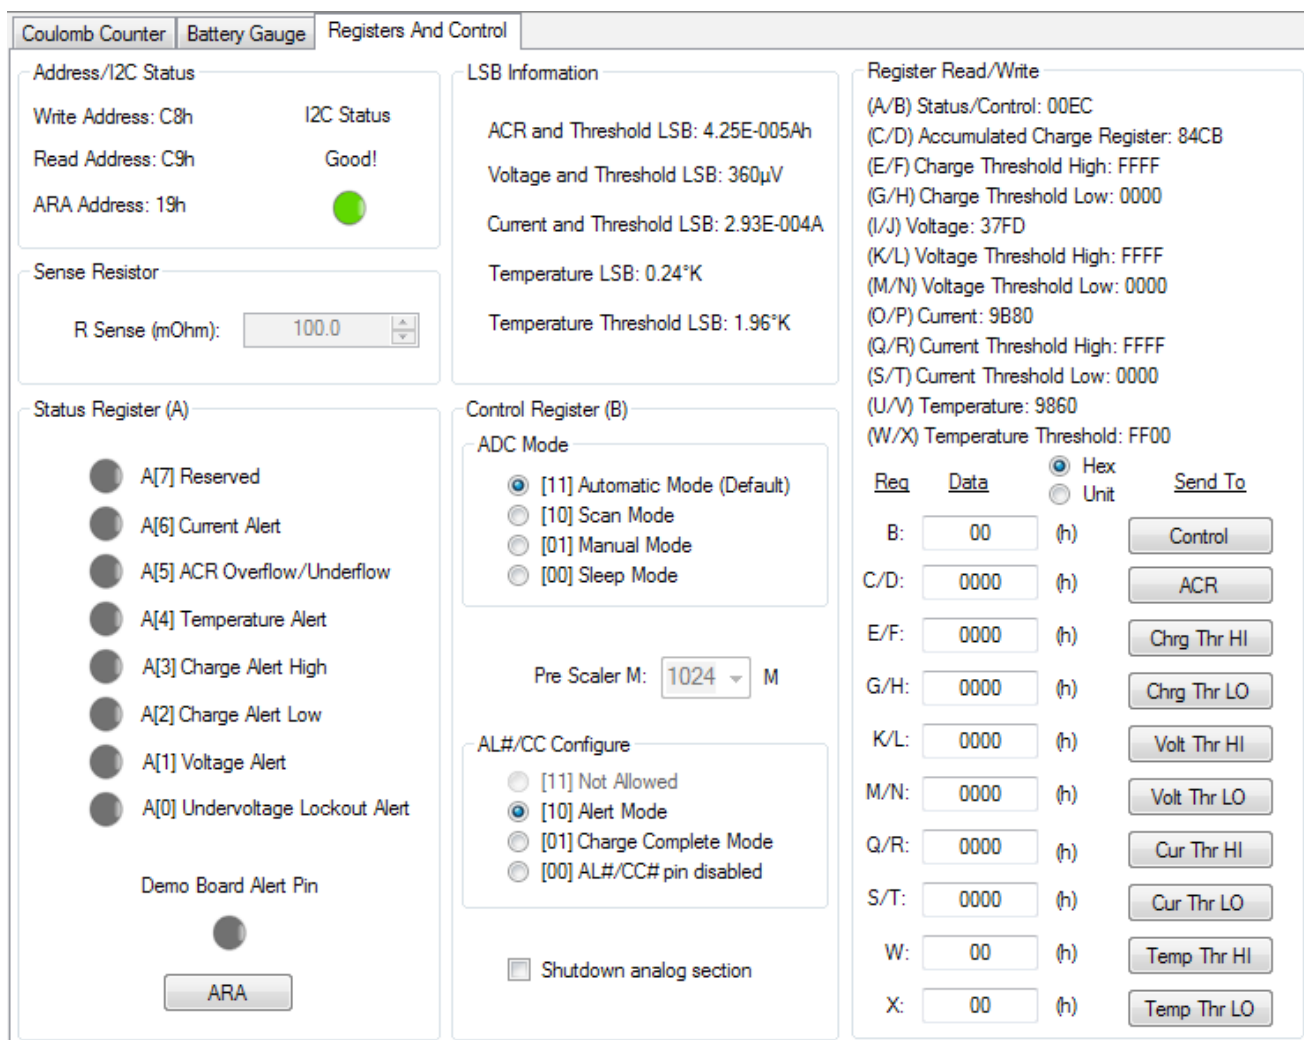 Coulomb Counter Battery Gauge Registers And Control
Address/I2C Status
Write Address: C8h I2C Status
Read Address: C9h Good!
ARA Address: 19h
Sense Resistor
R Sense (mOhm): 100.0
LSB Information
ACR and Threshold LSB: 4.25E-005Ah
Voltage and Threshold LSB: 360µV
Current and Threshold LSB: 2.93E-004A
Temperature LSB: 0.24°K
Temperature Threshold LSB: 1.96°K
Status Register (A)
A[7] Reserved
A[6] Current Alert
A[5] ACR Overflow/Underflow
A[4] Temperature Alert
A[3] Charge Alert High
A[2] Charge Alert Low
A[1] Voltage Alert
A[0] Undervoltage Lockout Alert
Demo Board Alert Pin
ARA
Control Register (B)
ADC Mode
[11] Automatic Mode (Default)
[10] Scan Mode
[01] Manual Mode
[00] Sleep Mode
Pre Scaler M: 1024 M
AL#/CC Configure
[11] Not Allowed
[10] Alert Mode
[01] Charge Complete Mode
[00] AL#/CC# pin disabled
Shutdown analog section
Register Read/Write
(A/B) Status/Control: 00EC
(C/D) Accumulated Charge Register: 84CB
(E/F) Charge Threshold High: FFFF
(G/H) Charge Threshold Low: 0000
(I/J) Voltage: 37FD
(K/L) Voltage Threshold High: FFFF
(M/N) Voltage Threshold Low: 0000
(O/P) Current: 9B80
(Q/R) Current Threshold High: FFFF
(S/T) Current Threshold Low: 0000
(U/V) Temperature: 9860
(W/X) Temperature Threshold: FF00
Hex
Reg Data Unit Send To
B: 00 (h) Control
C/D: 0000 (h) ACR
E/F: 0000 (h) Chrg Thr HI
G/H: 0000 (h) Chrg Thr LO
K/L: 0000 (h) Volt Thr HI
M/N: 0000 (h) Volt Thr LO
Q/R: 0000 (h) Cur Thr HI
S/T: 0000 (h) Cur Thr LO
W: 00 (h) Temp Thr HI
X: 00 (h) Temp Thr LO